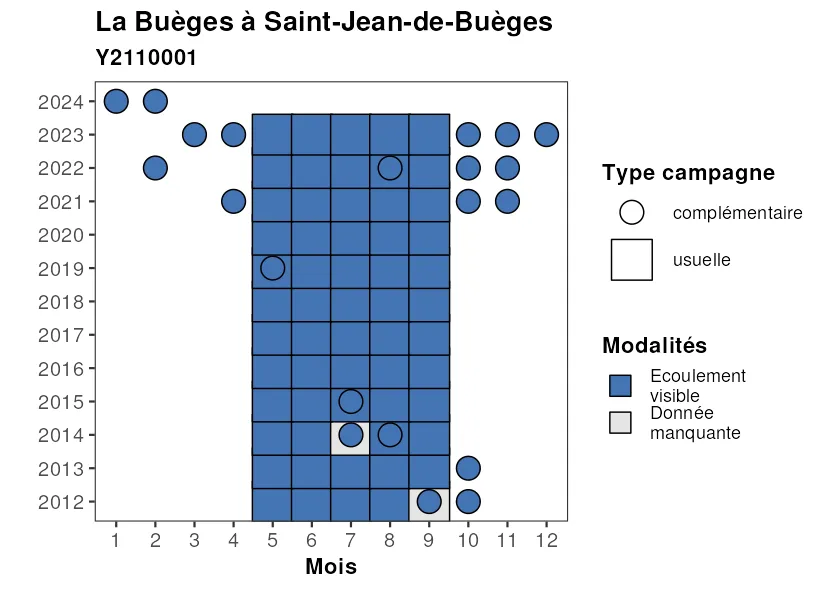 La Buèges à Saint-Jean-de-Buèges
Y2110001
2024
2023
2022
2021
2020
2019
2018
2017
2016
2015
2014
2013
2012
1 2 3 4 5 6 7 8 9 10 11 12
Mois
Type campagne
complémentaire
usuelle
Modalités
Ecoulement
visible
Donnée
manquante